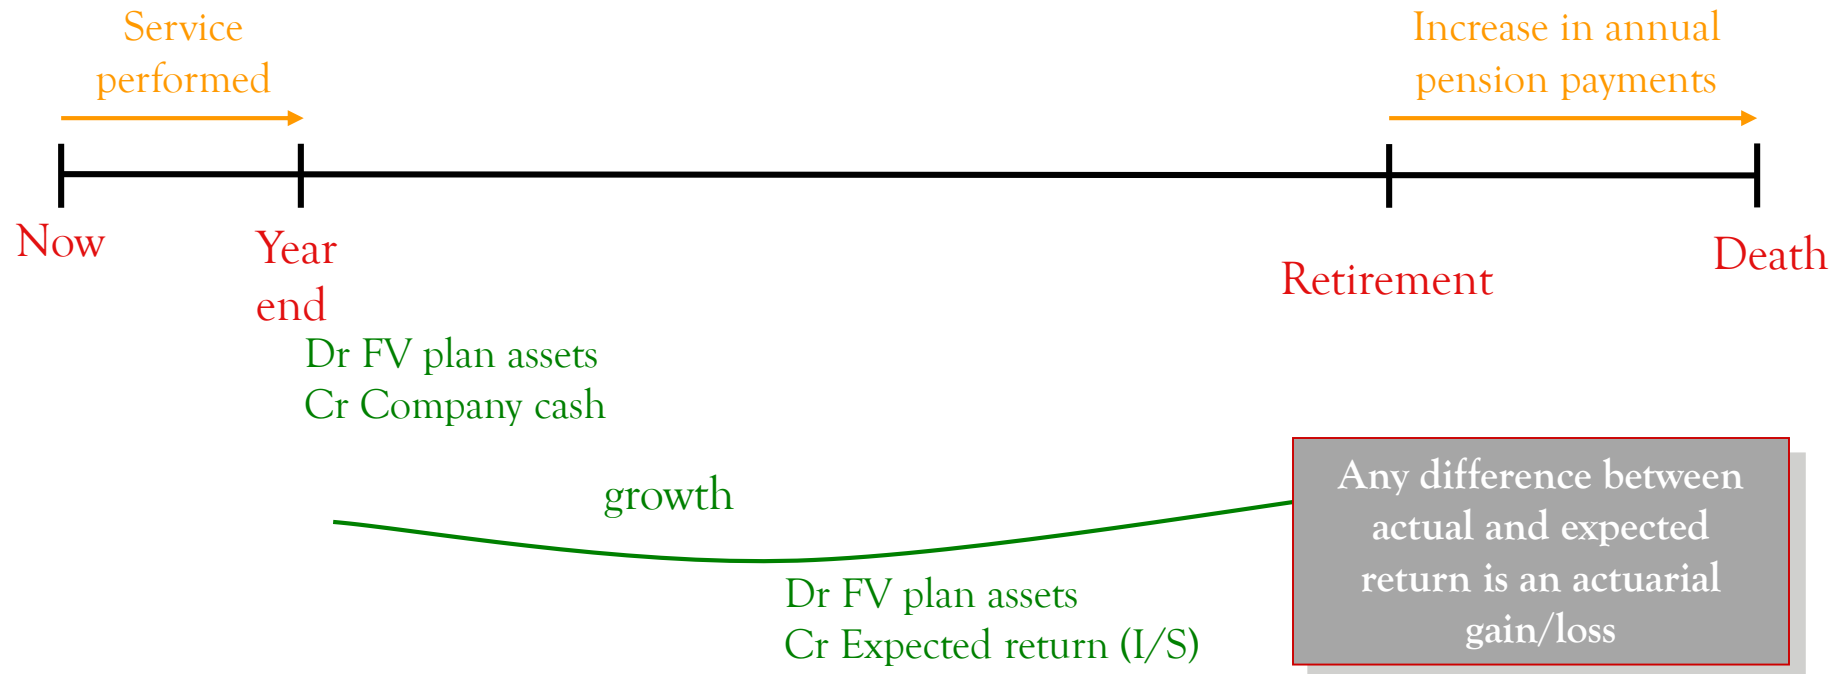 Service
performed
Increase in annual
pension payments
Now
Year
end
Retirement
Death
Dr FV plan assets
Cr Company cash
growth
Dr FV plan assets
Cr Expected return (I/S)
Any difference between
actual and expected
return is an actuarial
gain/loss